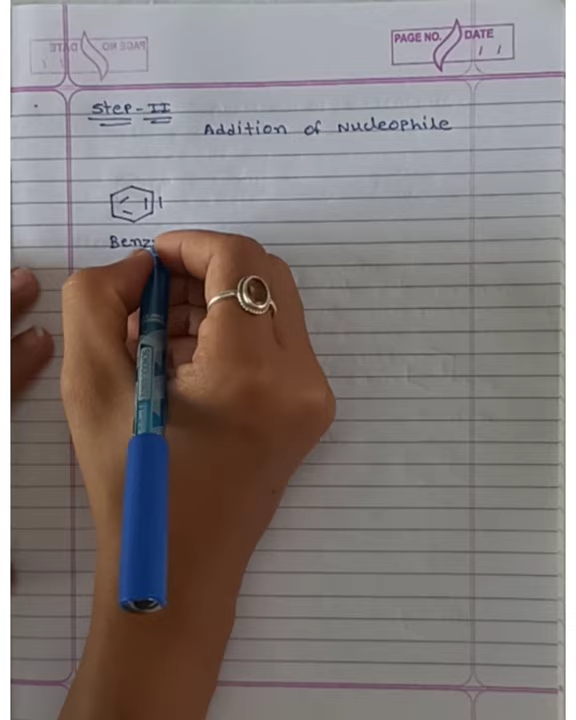 PAGE NO. DATE
/ /
Step-II
Addition of Nucleophile
Benz